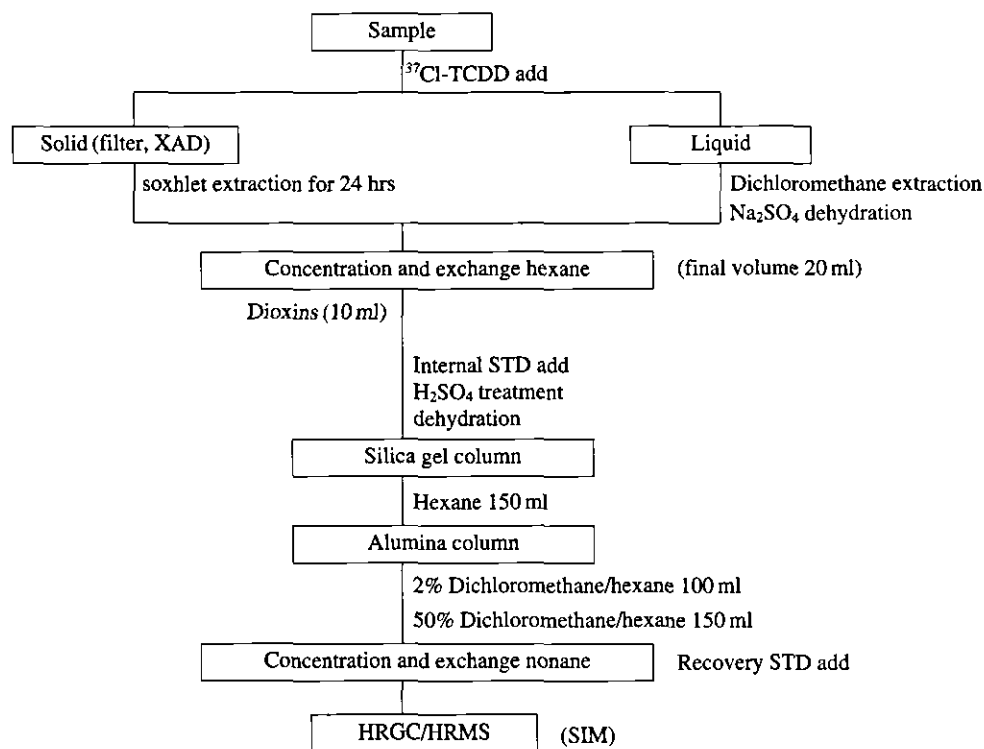 Sample
³⁷Cl-TCDD add
Solid (filter, XAD)
Liquid
soxhlet extraction for 24 hrs
Dichloromethane extraction
Na₂SO₄ dehydration
Concentration and exchange hexane
(final volume 20 ml)
Dioxins (10 ml)
Internal STD add
H₂SO₄ treatment
dehydration
Silica gel column
Hexane 150 ml
Alumina column
2% Dichloromethane/hexane 100 ml
50% Dichloromethane/hexane 150 ml
Concentration and exchange nonane
Recovery STD add
HRGC/HRMS
(SIM)